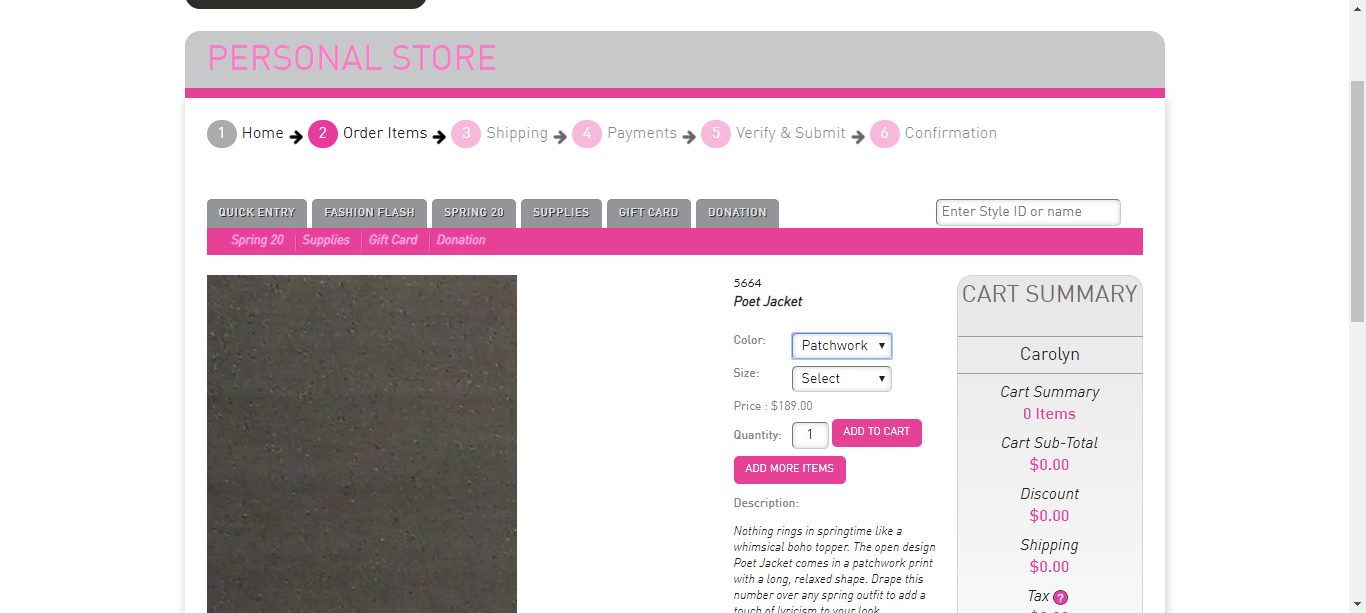 PERSONAL STORE
1 Home 2 Order Items 3 Shipping 4 Payments 5 Verify & Submit 6 Confirmation
QUICK ENTRY FASHION FLASH SPRING 20 SUPPLIES GIFT CARD DONATION Enter Style ID or name
Spring 20 Supplies Gift Card Donation
5664
Poet Jacket
Color: Patchwork
Size: Select
Price : $189.00
Quantity: 1 ADD TO CART
ADD MORE ITEMS
Description:
Nothing rings in springtime like a
whimsical boho topper. The open design
Poet Jacket comes in a patchwork print
with a long, relaxed shape. Drape this
number over any spring outfit to add a
touch of lyricism to your look.
CART SUMMARY
Carolyn
Cart Summary
0 Items
Cart Sub-Total
$0.00
Discount
$0.00
Shipping
$0.00
Tax ?